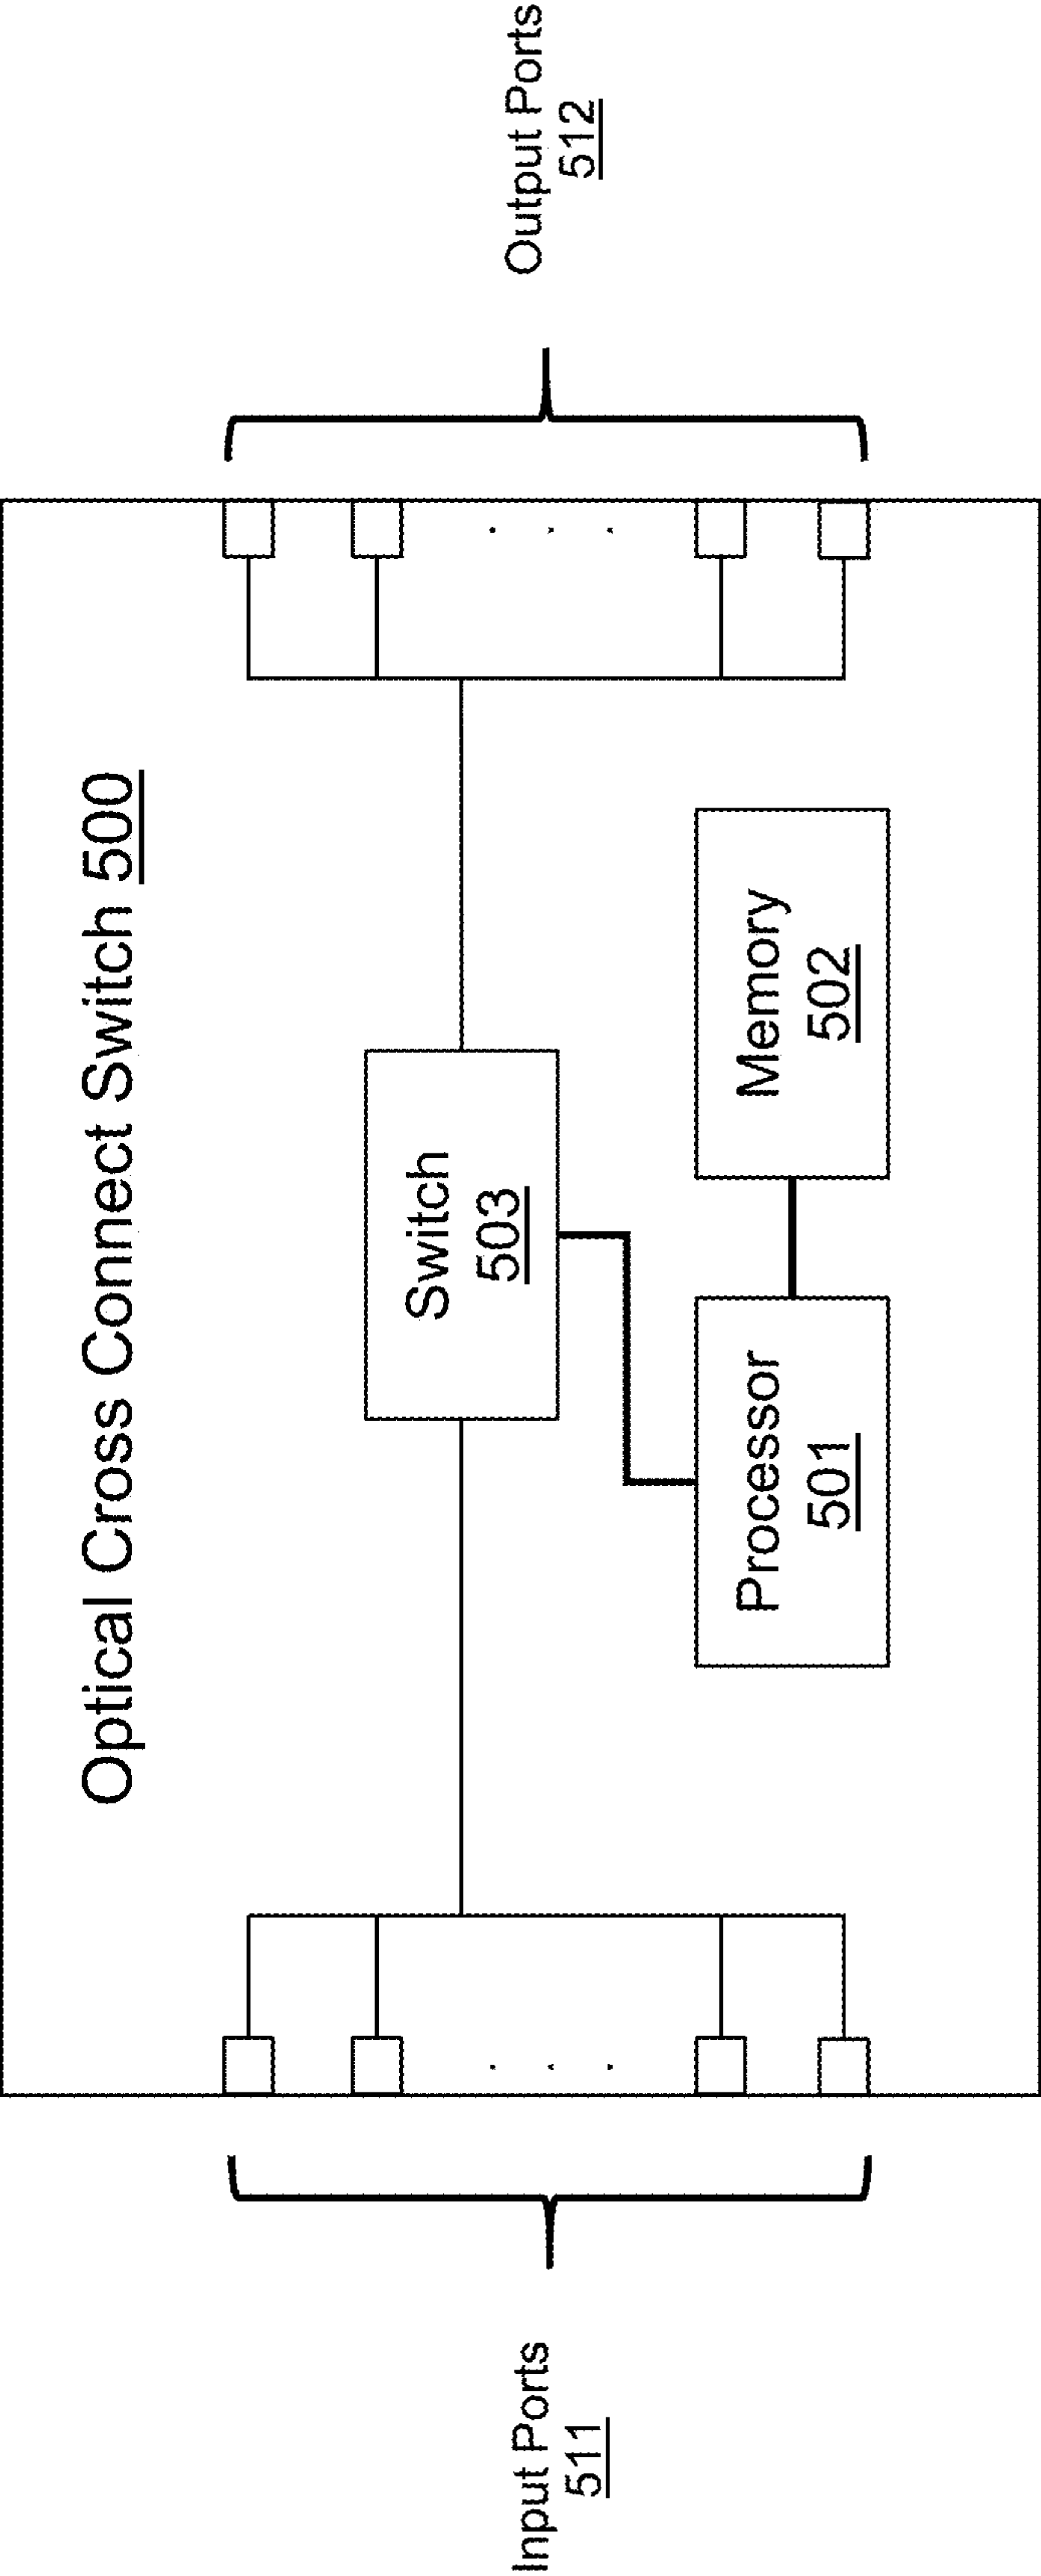 Optical Cross Connect Switch 500
Input Ports
511
Switch
503
Output Ports
512
Processor
501
Memory
502